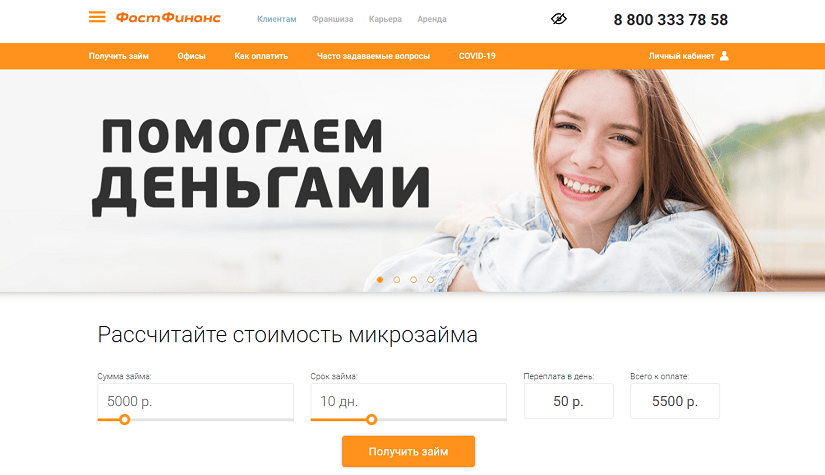 ФастФинанс
Клиентам Франшиза Карьера Аренда
8 800 333 78 58
Получить займ Офисы Как оплатить Часто задаваемые вопросы COVID-19 Личный кабинет
ПОМОГАЕМ
ДЕНЬГАМИ
Рассчитайте стоимость микрозайма
Сумма займа: Срок займа: Переплата в день: Всего к оплате:
5000 р. 10 дн. 50 р. 5500 р.
Получить займ